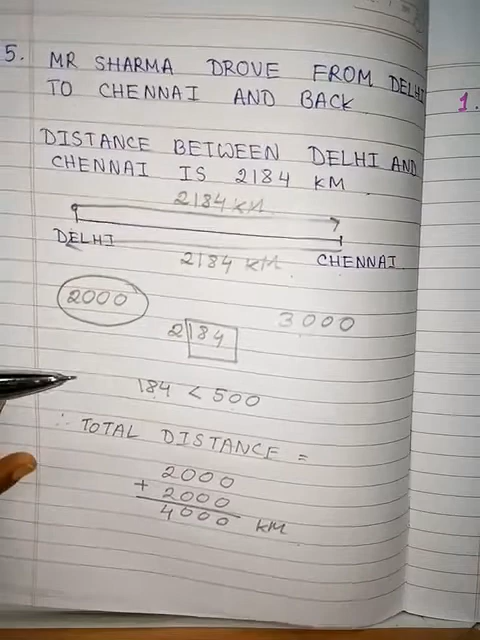 5. MR SHARMA DROVE FROM DELHI
TO CHENNAI AND BACK
1.
DISTANCE BETWEEN DELHI AND
CHENNAI IS 2184 KM
2184 KM
DELHI
2184 KM
CHENNAI
2000
3000
2184
184 < 500
∴ TOTAL DISTANCE =
2000
+ 2000
4000 KM